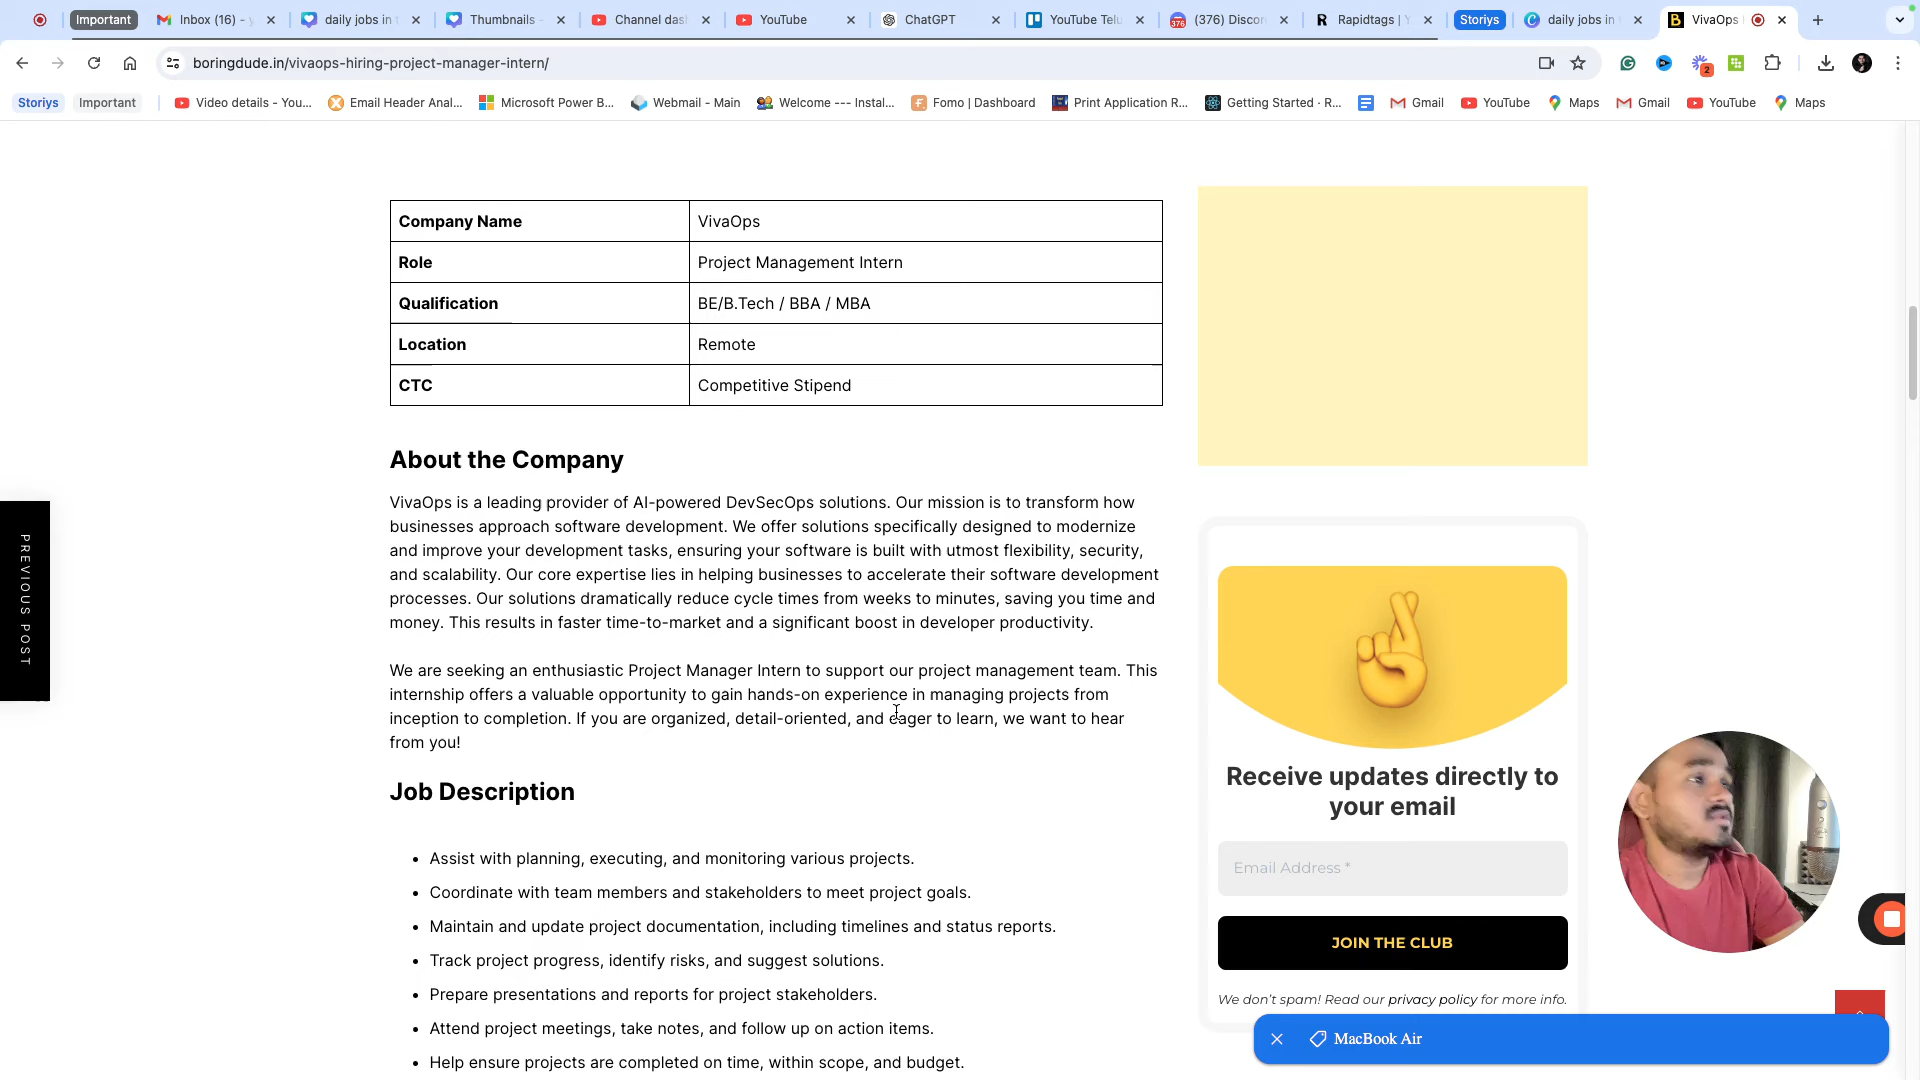 Important
Inbox (16)
daily jobs in
Thumbnails
Channel das
YouTube
ChatGPT
YouTube Telu
(376) Discor
Rapidtags |
Storiys
daily jobs in
VivaOps
boringdude.in/vivaops-hiring-project-manager-intern/
2
Storiys
Important
Video details - You...
Email Header Anal...
Microsoft Power B...
Webmail - Main
Welcome --- Instal...
Fomo | Dashboard
Print Application R...
Getting Started · R...
Gmail
YouTube
Maps
Gmail
YouTube
Maps
Company Name VivaOps
Role Project Management Intern
Qualification BE/B.Tech / BBA / MBA
Location Remote
CTC Competitive Stipend
About the Company
VivaOps is a leading provider of AI-powered DevSecOps solutions. Our mission is to transform how
businesses approach software development. We offer solutions specifically designed to modernize
and improve your development tasks, ensuring your software is built with utmost flexibility, security,
and scalability. Our core expertise lies in helping businesses to accelerate their software development
processes. Our solutions dramatically reduce cycle times from weeks to minutes, saving you time and
money. This results in faster time-to-market and a significant boost in developer productivity.
We are seeking an enthusiastic Project Manager Intern to support our project management team. This
internship offers a valuable opportunity to gain hands-on experience in managing projects from
inception to completion. If you are organized, detail-oriented, and eager to learn, we want to hear
from you!
Job Description
Assist with planning, executing, and monitoring various projects.
Coordinate with team members and stakeholders to meet project goals.
Maintain and update project documentation, including timelines and status reports.
Track project progress, identify risks, and suggest solutions.
Prepare presentations and reports for project stakeholders.
Attend project meetings, take notes, and follow up on action items.
Help ensure projects are completed on time, within scope, and budget.
PREVIOUS POST
Receive updates directly to
your email
Email Address *
JOIN THE CLUB
We don't spam! Read our privacy policy for more info.
MacBook Air